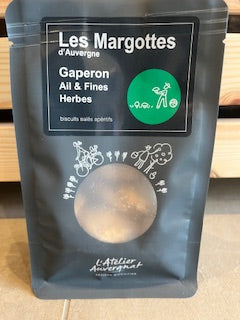 Les Margottes
d'Auvergne
Gaperon
Ail & Fines
Herbes
biscuits salés apéritifs
L'Atelier
Auvergnat